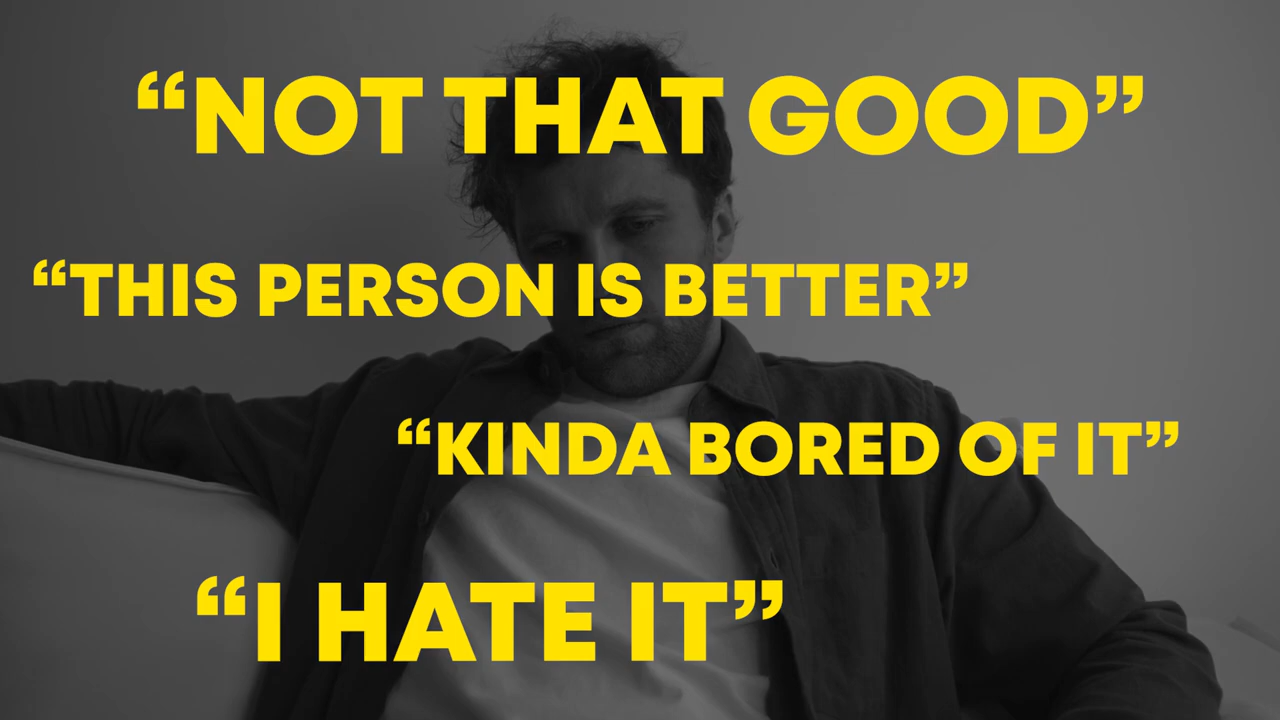 “NOT THAT GOOD”
“THIS PERSON IS BETTER”
“KINDA BORED OF IT”
“I HATE IT”